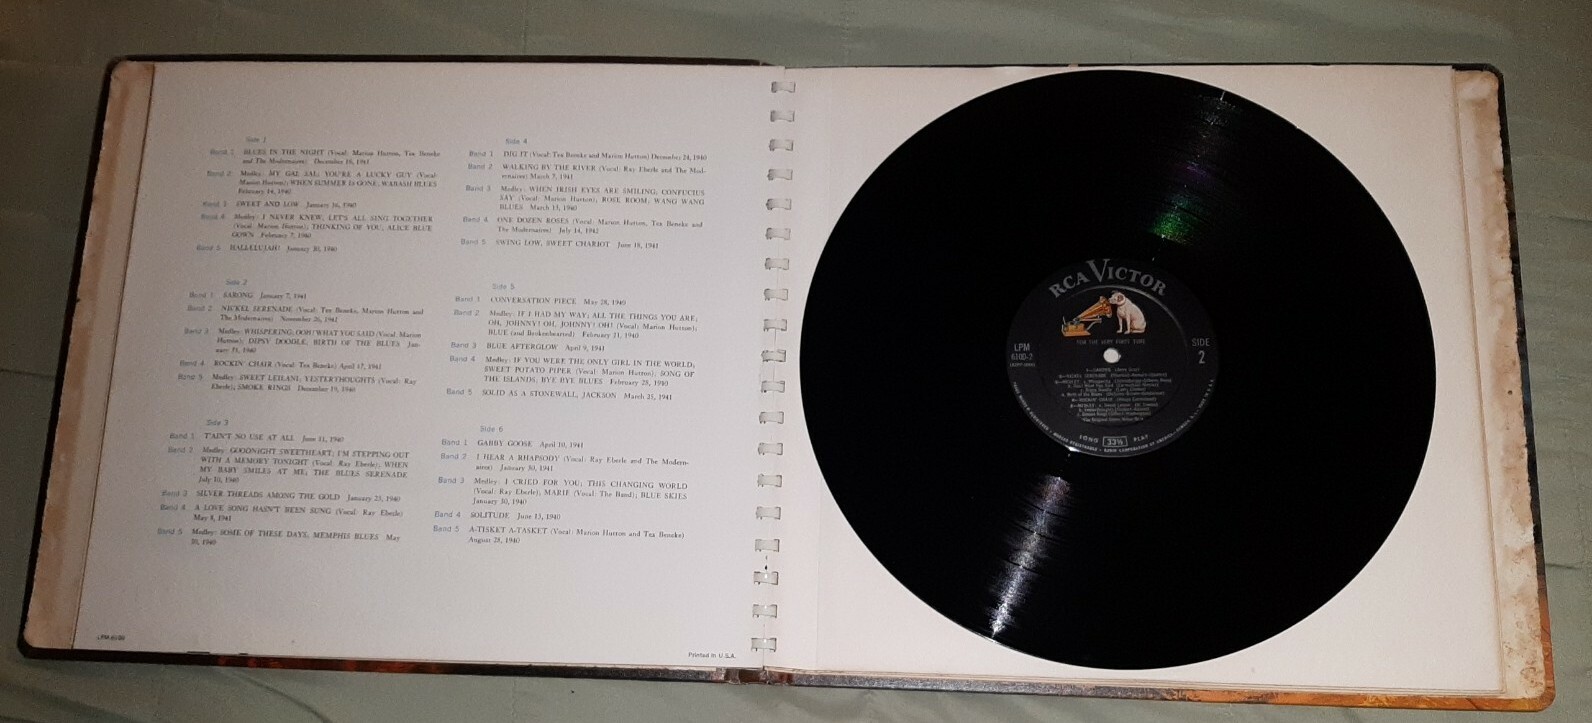 Side 1
Band 1 BLUES IN THE NIGHT (Vocal: Marion Hutton, Tex Beneke
and The Modernaires) December 16, 1941
Band 2 Medley: MY GAL SAL; YOU'RE A LUCKY GUY (Vocal:
Marion Hutton); WHEN SUMMER IS GONE; WABASH BLUES
February 14, 1940
Band 3 SWEET AND LOW January 16, 1940
Band 4 Medley: I NEVER KNEW; LET'S ALL SING TOGETHER
(Vocal: Marion Hutton); THINKING OF YOU; ALICE BLUE
GOWN February 7, 1940
Band 5 HALLELUJAH! January 30, 1940
Side 2
Band 1 SARONG January 7, 1941
Band 2 NICKEL SERENADE (Vocal: Tex Beneke, Marion Hutton and
The Modernaires) November 26, 1941
Band 3 Medley: WHISPERING; OOH! WHAT YOU SAID (Vocal: Marion
Hutton); DIPSY DOODLE; BIRTH OF THE BLUES
Band 4 ROCKIN' CHAIR (Vocal: Tex Beneke) April 17, 1941
Band 5 Medley: SWEET LEILANI; YESTERTHOUGHTS (Vocal: Ray
Eberle); SMOKE RINGS December 19, 1940
Side 3
Band 1 T'AIN'T NO USE AT ALL June 11, 1940
Band 2 Medley: GOODNIGHT SWEETHEART; I'M STEPPING OUT
WITH A MEMORY TONIGHT (Vocal: Ray Eberle); WHEN
MY BABY SMILES AT ME; THE BLUES SERENADE
July 10, 1940
Band 3 SILVER THREADS AMONG THE GOLD January 23, 1940
Band 4 A LOVE SONG HASN'T BEEN SUNG (Vocal: Ray Eberle)
May 8, 1941
Band 5 Medley: SOME OF THESE DAYS; MEMPHIS BLUES May
30, 1940
Side 4
Band 1 DIG IT (Vocal: Tex Beneke and Marion Hutton) December 24, 1940
Band 2 WALKING BY THE RIVER (Vocal: Ray Eberle and The Mod-
ernaires) March 7, 1941
Band 3 Medley: WHEN IRISH EYES ARE SMILING; CONFUCIUS
SAY (Vocal: Marion Hutton); ROSE ROOM; WANG WANG
BLUES March 13, 1940
Band 4 ONE DOZEN ROSES (Vocal: Marion Hutton, Tex Beneke and
The Modernaires) July 14, 1942
Band 5 SWING LOW, SWEET CHARIOT June 18, 1941
Side 5
Band 1 CONVERSATION PIECE May 28, 1940
Band 2 Medley: IF I HAD MY WAY; ALL THE THINGS YOU ARE;
OH, JOHNNY! OH, JOHNNY! OH! (Vocal: Marion Hutton);
BLUE (and Brokenhearted) February 21, 1940
Band 3 BLUE AFTERGLOW April 9, 1941
Band 4 Medley: IF YOU WERE THE ONLY GIRL IN THE WORLD;
SWEET POTATO PIPER (Vocal: Marion Hutton); SONG OF
THE ISLANDS; BYE BYE BLUES February 28, 1940
Band 5 SOLID AS A STONEWALL, JACKSON March 25, 1941
Side 6
Band 1 GABBY GOOSE April 10, 1941
Band 2 I HEAR A RHAPSODY (Vocal: Ray Eberle and The Modern-
aires) January 30, 1941
Band 3 Medley: I CRIED FOR YOU; THIS CHANGING WORLD
(Vocal: Ray Eberle); MARIE (Vocal: The Band); BLUE SKIES
January 30, 1940
Band 4 SOLITUDE June 13, 1940
Band 5 A-TISKET A-TASKET (Vocal: Marion Hutton and Tex Beneke)
August 28, 1940
Printed in U.S.A.
RCA VICTOR
FOR THE VERY FIRST TIME
LPM
6100-2
SIDE
2
LONG 33⅓ PLAY